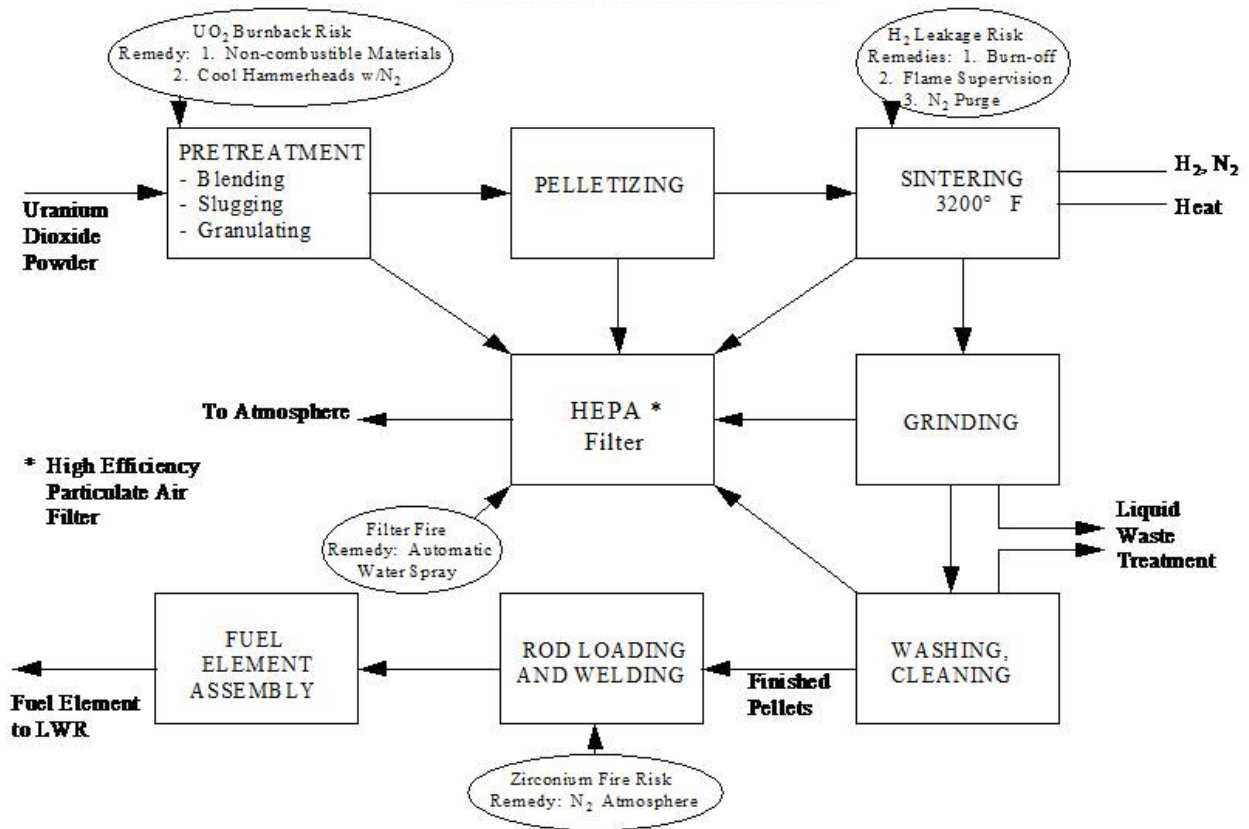 UO₂ Burnback Risk
Remedy: 1. Non-combustible Materials
2. Cool Hammerheads w/N₂
H₂ Leakage Risk
Remedies: 1. Burn-off
2. Flame Supervision
3. N₂ Purge
Uranium
Dioxide
Powder
PRETREATMENT
- Blending
- Slugging
- Granulating
PELLETIZING
SINTERING
3200° F
H₂, N₂
Heat
To Atmosphere
HEPA *
Filter
GRINDING
* High Efficiency
Particulate Air
Filter
Filter Fire
Remedy: Automatic
Water Spray
Liquid
Waste
Treatment
FUEL
ELEMENT
ASSEMBLY
ROD LOADING
AND WELDING
WASHING,
CLEANING
Finished
Pellets
Fuel Element
to LWR
Zirconium Fire Risk
Remedy: N₂ Atmosphere